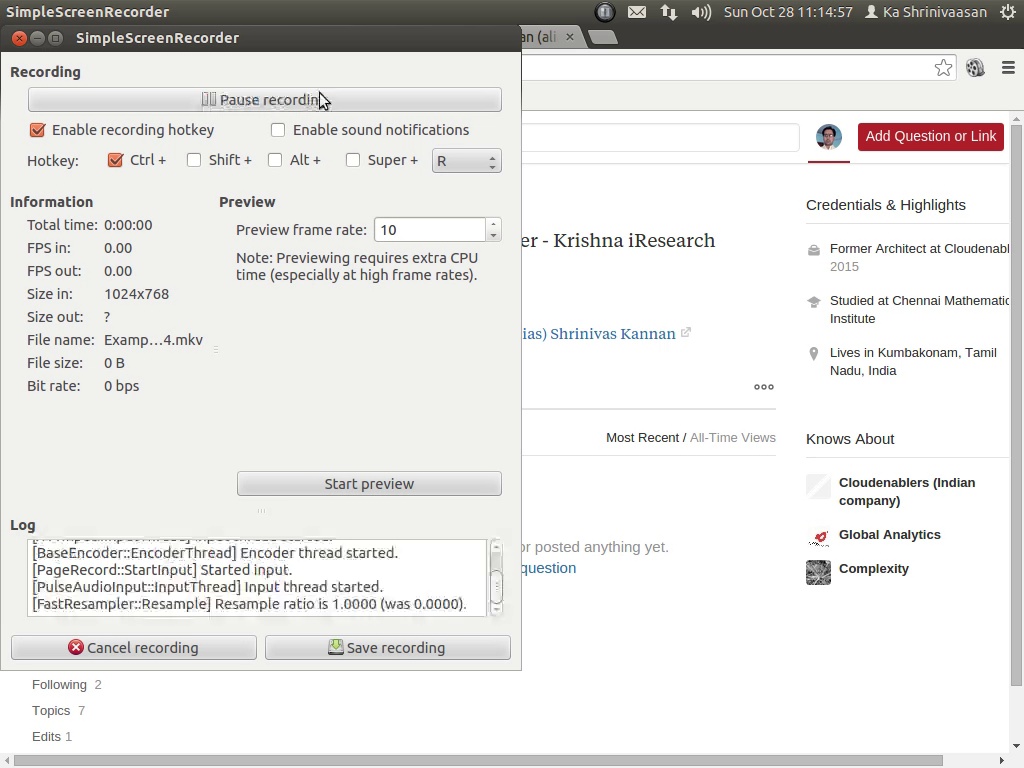 SimpleScreenRecorder
Sun Oct 28 11:14:57
Ka Shrinivaasan
SimpleScreenRecorder
an (ali
Recording
Pause recordin
Enable recording hotkey
Enable sound notifications
Hotkey:
Ctrl +
Shift +
Alt +
Super +
R
Information
Total time: 0:00:00
FPS in: 0.00
FPS out: 0.00
Size in: 1024x768
Size out: ?
File name: Examp...4.mkv
File size: 0 B
Bit rate: 0 bps
Preview
Preview frame rate: 10
Note: Previewing requires extra CPU
time (especially at high frame rates).
Start preview
Log
[BaseEncoder::EncoderThread] Encoder thread started.
[PageRecord::StartInput] Started input.
[PulseAudioInput::InputThread] Input thread started.
[FastResampler::Resample] Resample ratio is 1.0000 (was 0.0000).
Cancel recording
Save recording
Add Question or Link
er - Krishna iResearch
ias) Shrinivas Kannan
Most Recent / All-Time Views
or posted anything yet.
question
Credentials & Highlights
Former Architect at Cloudenabl
2015
Studied at Chennai Mathematic
Institute
Lives in Kumbakonam, Tamil
Nadu, India
Knows About
Cloudenablers (Indian
company)
Global Analytics
Complexity
Following 2
Topics 7
Edits 1